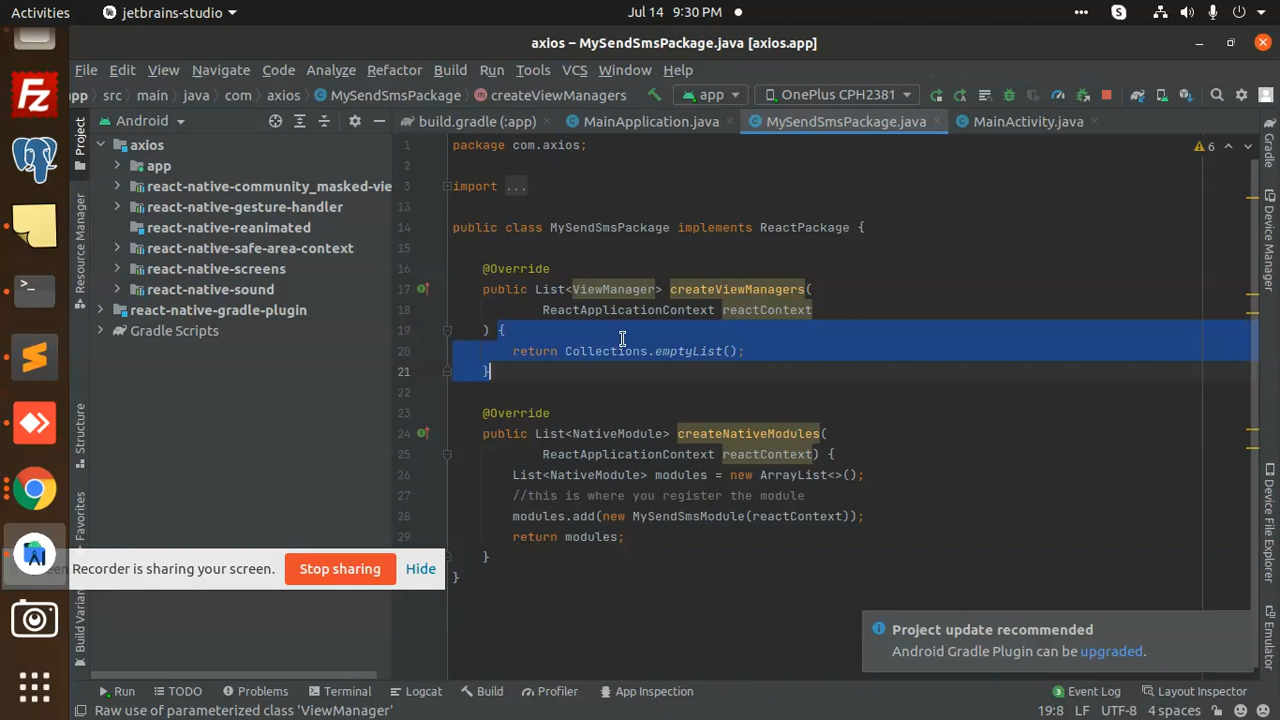 Activities
jetbrains-studio
Jul 14 9:30 PM
axios – MySendSmsPackage.java [axios.app]
File Edit View Navigate Code Analyze Refactor Build Run Tools VCS Window Help
app src main java com axios MySendSmsPackage createViewManagers app OnePlus CPH2381
Android
build.gradle (:app) MainApplication.java MySendSmsPackage.java MainActivity.java
Project
Resource Manager
Structure
Favorites
Build Varian
axios
app
react-native-community_masked-vie
react-native-gesture-handler
react-native-reanimated
react-native-safe-area-context
react-native-screens
react-native-sound
react-native-gradle-plugin
Gradle Scripts
6
1 package com.axios;
2
3 import ...
13
14 public class MySendSmsPackage implements ReactPackage {
15
16 @Override
17 public List<ViewManager> createViewManagers(
18 ReactApplicationContext reactContext
19 ) {
20 return Collections.emptyList();
21 }
22
23 @Override
24 public List<NativeModule> createNativeModules(
25 ReactApplicationContext reactContext) {
26 List<NativeModule> modules = new ArrayList<>();
27 //this is where you register the module
28 modules.add(new MySendSmsModule(reactContext));
29 return modules;
}
}
Gradle
Device Manager
Device File Explorer
Emulator
Recorder is sharing your screen. Stop sharing Hide
Project update recommended
Android Gradle Plugin can be upgraded.
Run TODO Problems Terminal Logcat Build Profiler App Inspection 3 Event Log Layout Inspector
Raw use of parameterized class 'ViewManager' 19:8 LF UTF-8 4 spaces